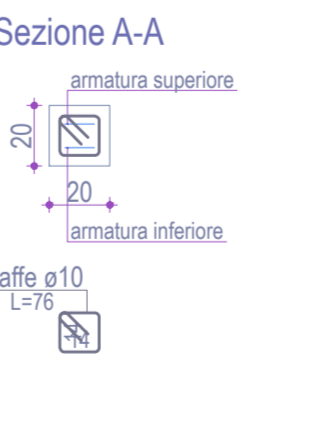 Sezione A-A
armatura superiore
20
20
armatura inferiore
affe ø10
L=76
14